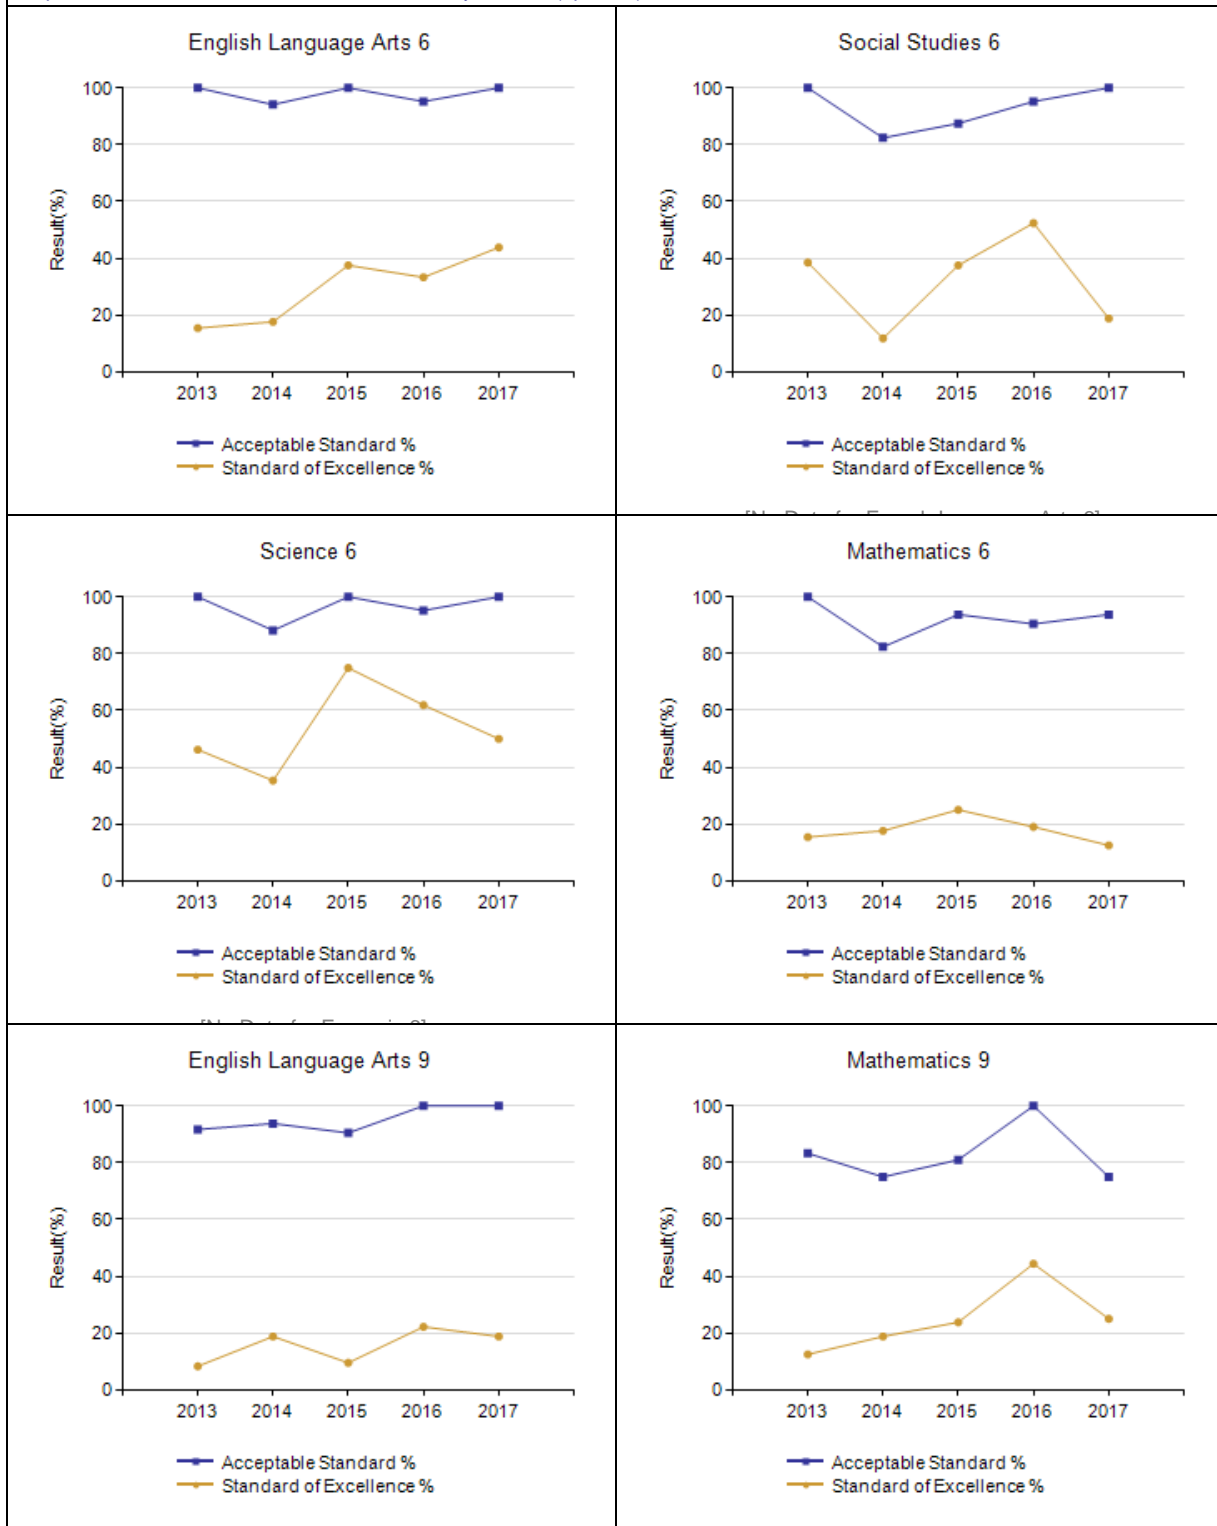 English Language Arts 6
100
80
60
40
20
0
Result(%)
2013 2014 2015 2016 2017
Acceptable Standard %
Standard of Excellence %
Social Studies 6
100
80
60
40
20
0
Result(%)
2013 2014 2015 2016 2017
Acceptable Standard %
Standard of Excellence %
Science 6
100
80
60
40
20
0
Result(%)
2013 2014 2015 2016 2017
Acceptable Standard %
Standard of Excellence %
Mathematics 6
100
80
60
40
20
0
Result(%)
2013 2014 2015 2016 2017
Acceptable Standard %
Standard of Excellence %
English Language Arts 9
100
80
60
40
20
0
Result(%)
2013 2014 2015 2016 2017
Acceptable Standard %
Standard of Excellence %
Mathematics 9
100
80
60
40
20
0
Result(%)
2013 2014 2015 2016 2017
Acceptable Standard %
Standard of Excellence %